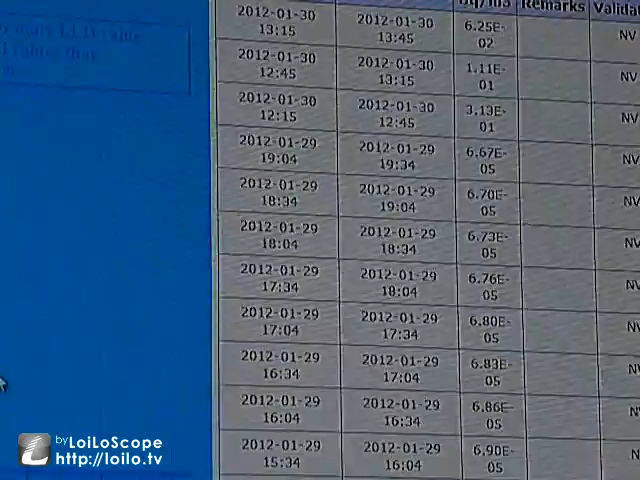 Bq/m3 Remarks Validat
2012-01-30 2012-01-30 6.25E- NV
13:15 13:45 02
2012-01-30 2012-01-30 1.11E- NV
12:45 13:15 01
2012-01-30 2012-01-30 3.13E- NV
12:15 12:45 01
2012-01-29 2012-01-29 6.67E- NV
19:04 19:34 05
2012-01-29 2012-01-29 6.70E- NV
18:34 19:04 05
2012-01-29 2012-01-29 6.73E- NV
18:04 18:34 05
2012-01-29 2012-01-29 6.76E- NV
17:34 18:04 05
2012-01-29 2012-01-29 6.80E- NV
17:04 17:34 05
2012-01-29 2012-01-29 6.83E- NV
16:34 17:04 05
2012-01-29 2012-01-29 6.86E- NV
16:04 16:34 05
2012-01-29 2012-01-29 6.90E- N
15:34 16:04 05
by LoiLoScope
http://loilo.tv